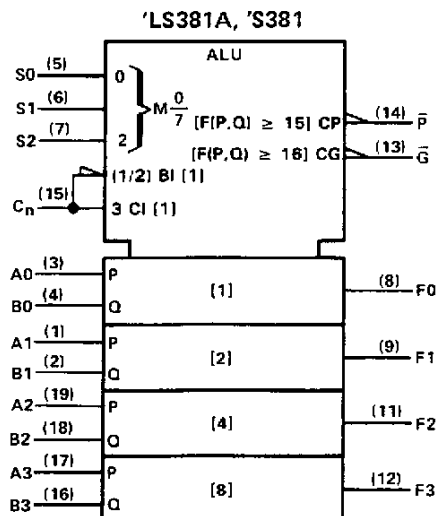 'LS381A, 'S381
ALU
S0 (5) 0
S1 (6) M 0/7
S2 (7) 2
[F(P,Q) ≥ 15] CP (14) P̅
[F(P,Q) ≥ 16] CG (13) G̅
(1/2) BI [1]
Cn (15) 3 CI [1]
A0 (3) P [1] (8) F0
B0 (4) Q
A1 (1) P [2] (9) F1
B1 (2) Q
A2 (19) P [4] (11) F2
B2 (18) Q
A3 (17) P [8] (12) F3
B3 (16) Q